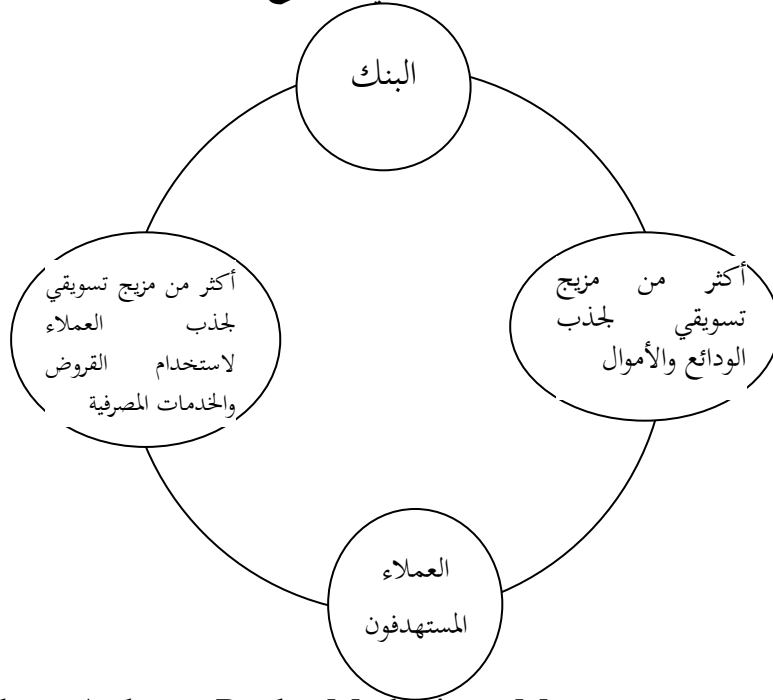 البنك
أكثر من مزيج
تسويقي لجذب
الودائع والأموال
أكثر من مزيج تسويقي
لجذب العملاء
لاستخدام القروض
والخدمات المصرفية
العملاء
المستهدفون